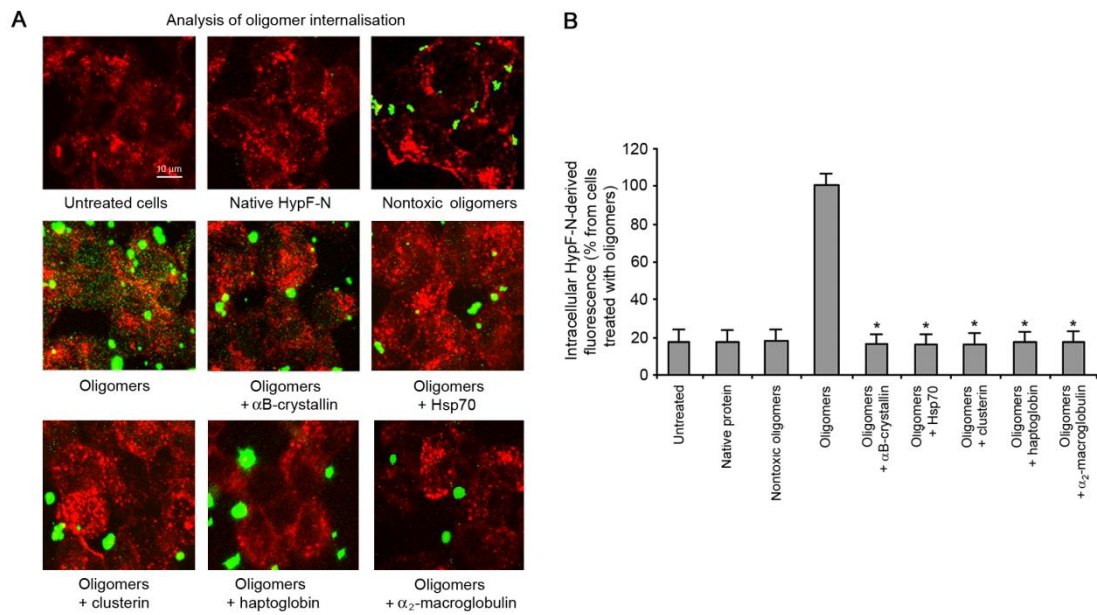 A
Analysis of oligomer internalisation
10 µm
Untreated cells
Native HypF-N
Nontoxic oligomers
Oligomers
Oligomers
+ αB-crystallin
Oligomers
+ Hsp70
Oligomers
+ clusterin
Oligomers
+ haptoglobin
Oligomers
+ α₂-macroglobulin
B
Intracellular HypF-N-derived
fluorescence (% from cells
treated with oligomers)
120
100
80
60
40
20
0
*
*
*
*
*
Untreated
Native protein
Nontoxic oligomers
Oligomers
Oligomers
+ αB-crystallin
Oligomers
+ Hsp70
Oligomers
+ clusterin
Oligomers
+ haptoglobin
Oligomers
+ α₂-macroglobulin